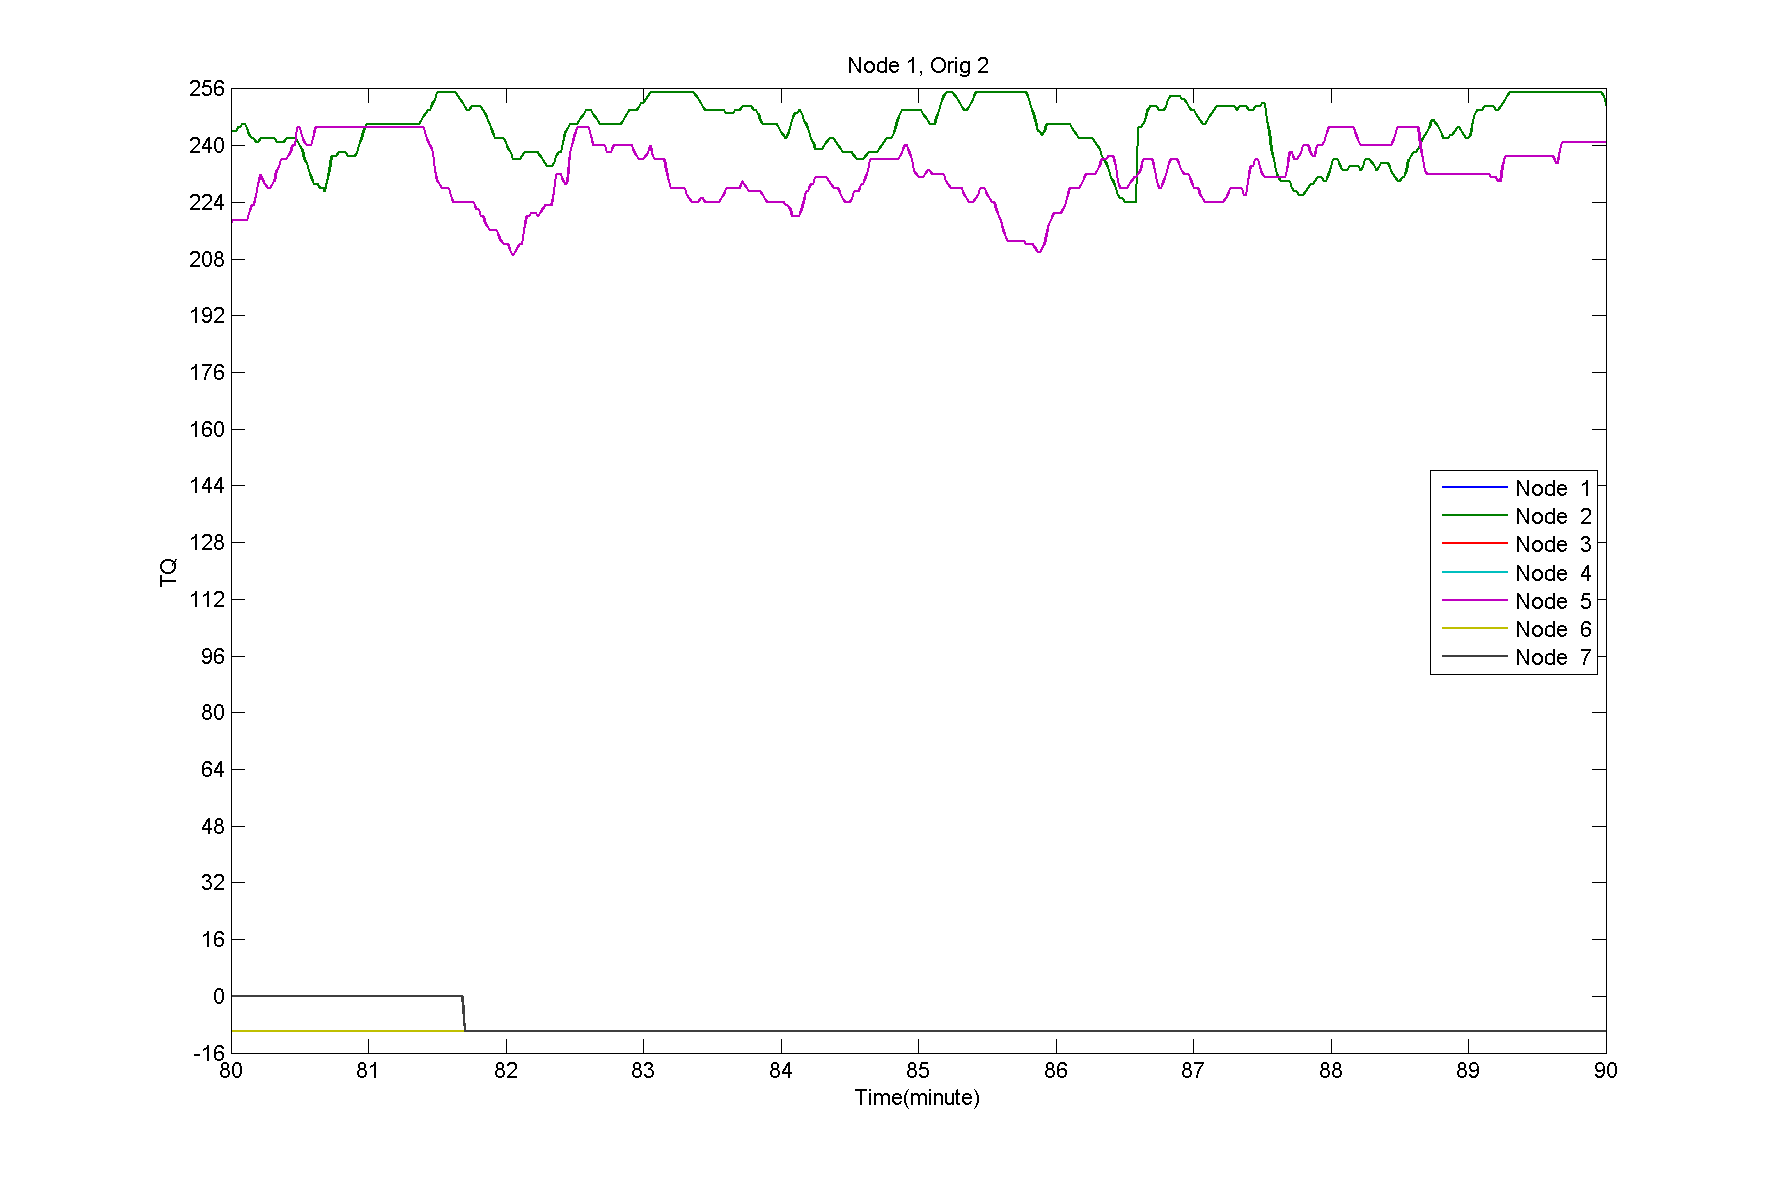 Node 1, Orig 2
256
240
224
208
192
176
160
144
128
112
96
80
64
48
32
16
0
-16
TQ
Node 1
Node 2
Node 3
Node 4
Node 5
Node 6
Node 7
80 81 82 83 84 85 86 87 88 89 90
Time(minute)